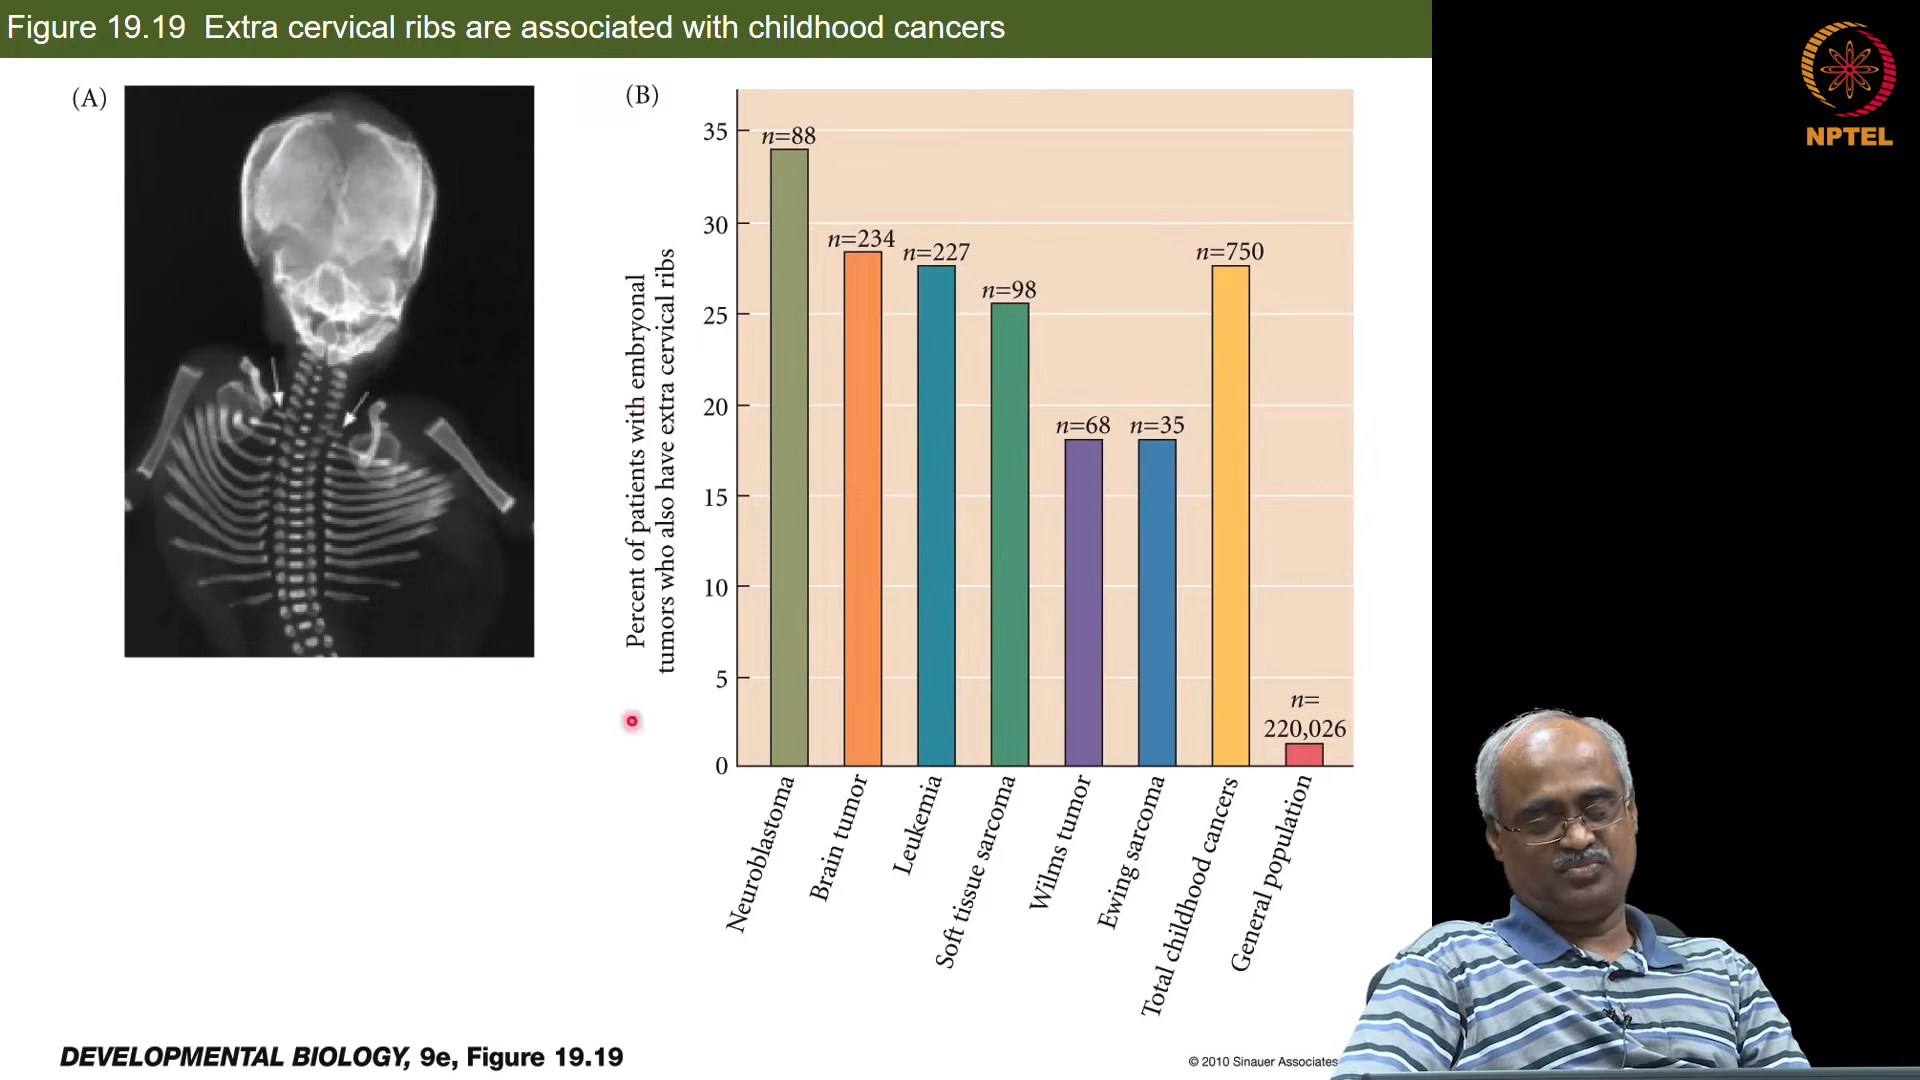 Figure 19.19 Extra cervical ribs are associated with childhood cancers
NPTEL
(A)
(B)
Percent of patients with embryonal
tumors who also have extra cervical ribs
35
30
25
20
15
10
5
0
n=88
n=234
n=227
n=98
n=68
n=35
n=750
n=
220,026
Neuroblastoma
Brain tumor
Leukemia
Soft tissue sarcoma
Wilms tumor
Ewing sarcoma
Total childhood cancers
General population
DEVELOPMENTAL BIOLOGY, 9e, Figure 19.19
© 2010 Sinauer Associates